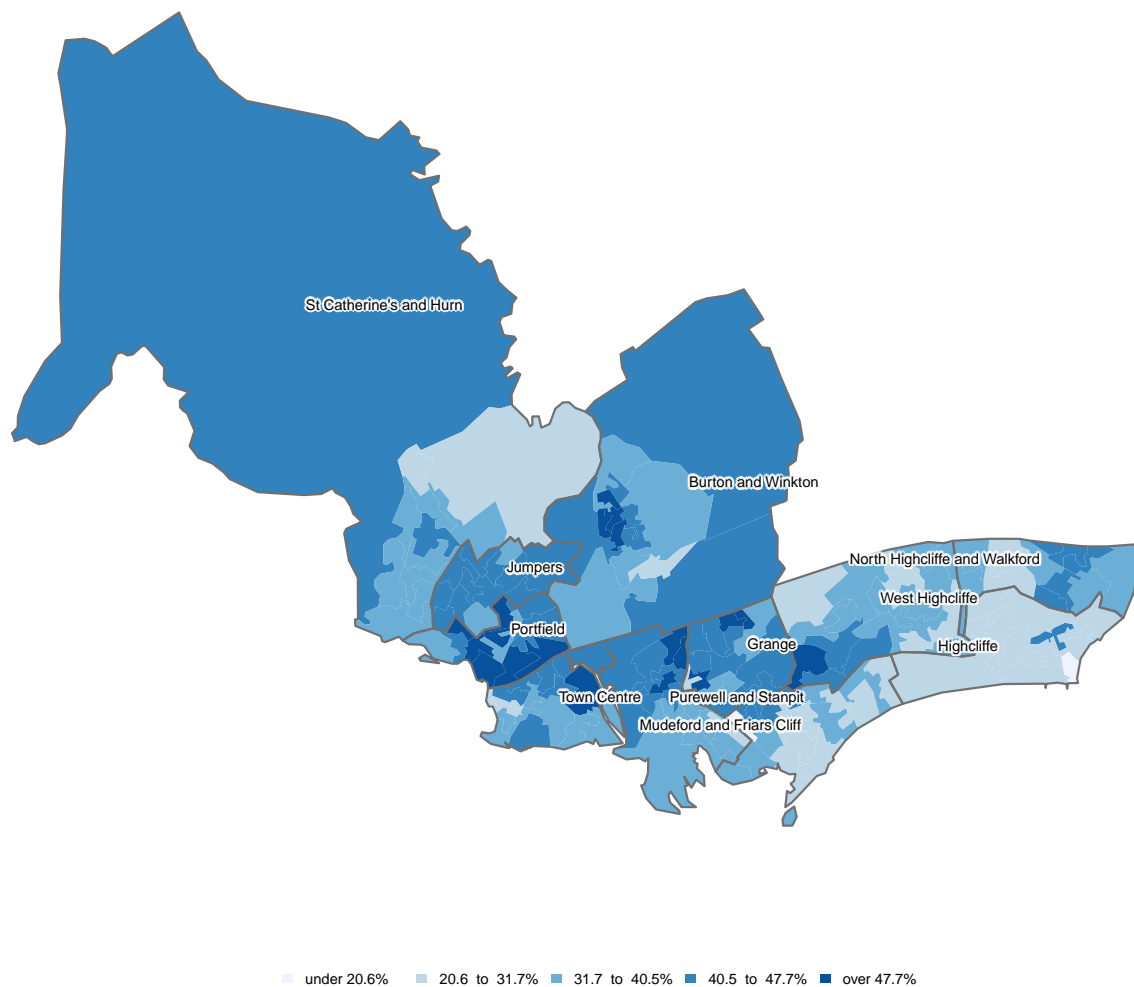 St Catherine's and Hurn
Burton and Winkton
North Highcliffe and Walkford
Jumpers
West Highcliffe
Portfield
Grange
Highcliffe
Town Centre
Purewell and Stanpit
Mudeford and Friars Cliff
under 20.6%
20.6 to 31.7%
31.7 to 40.5%
40.5 to 47.7%
over 47.7%